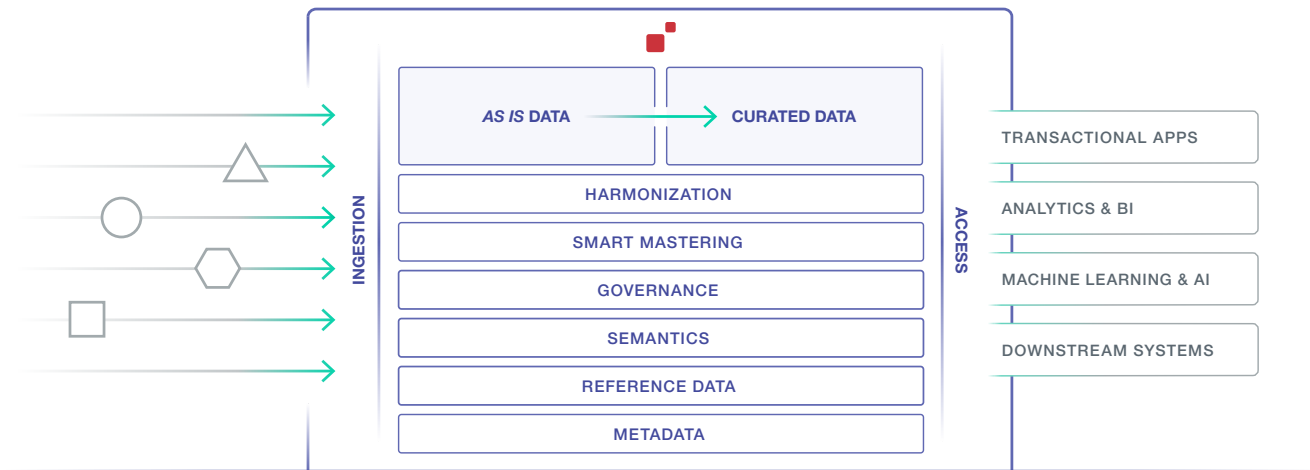 AS IS DATA
CURATED DATA
INGESTION
HARMONIZATION
SMART MASTERING
GOVERNANCE
SEMANTICS
REFERENCE DATA
METADATA
ACCESS
TRANSACTIONAL APPS
ANALYTICS & BI
MACHINE LEARNING & AI
DOWNSTREAM SYSTEMS